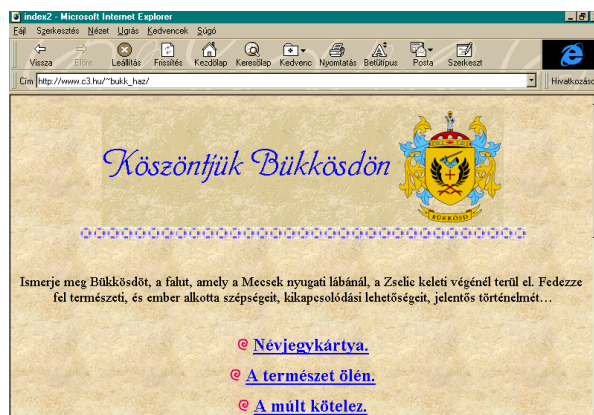 index2 - Microsoft Internet Explorer
Fájl Szerkesztés Nézet Ugrás Kedvencek Súgó
Vissza Előre Leállítás Frissítés Kezdőlap Keresőlap Kedvenc Nyomtatás Betűtípus Posta Szerkeszt
Cím http://www.c3.hu/~bukk_haz/ Hivatkozáso
Köszöntjük Bükkösdön
BÜKKÖSD
Ismerje meg Bükkösdöt, a falut, amely a Mecsek nyugati lábánál, a Zselic keleti végénél terül el. Fedezze
fel természeti, és ember alkotta szépségeit, kikapcsolódási lehetőségeit, jelentős történelmét…
Névjegykártya.
A természet ölén.
A múlt kötelez.